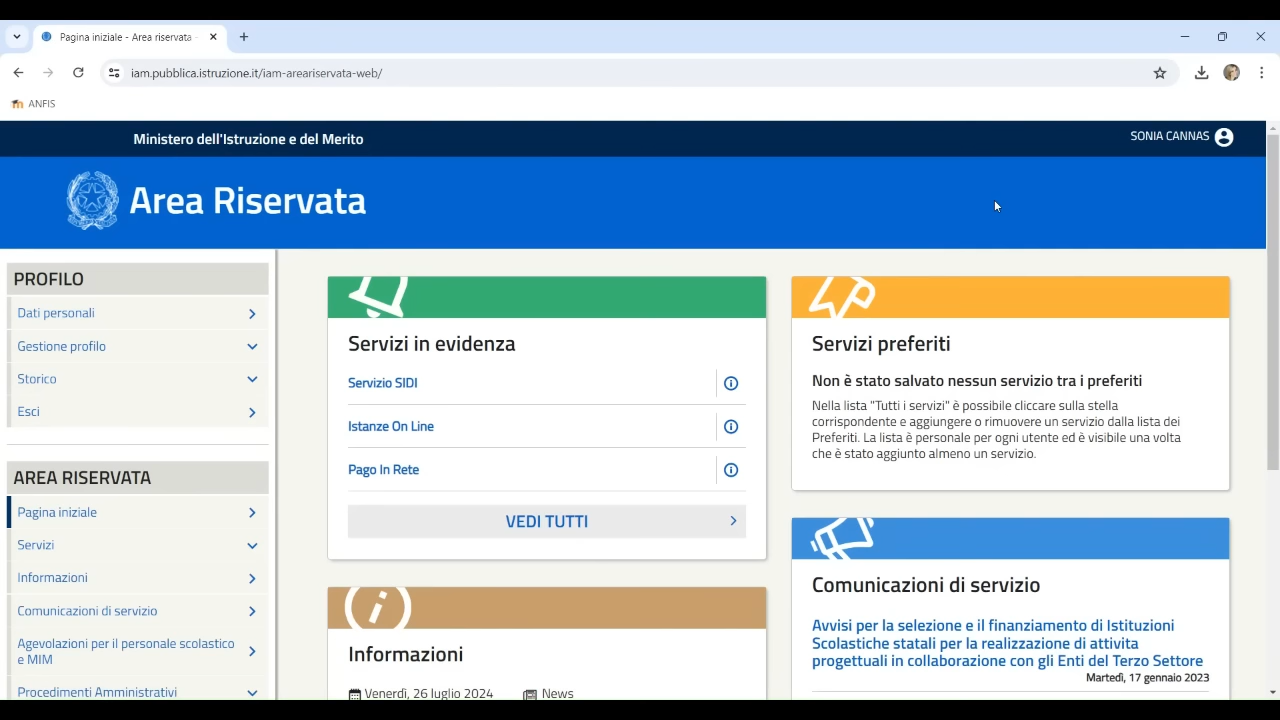 Pagina iniziale - Area riservata -
iam.pubblica.istruzione.it/iam-areariservata-web/
ANFIS
Ministero dell'Istruzione e del Merito
SONIA CANNAS
Area Riservata
PROFILO
Dati personali
Gestione profilo
Storico
Esci
AREA RISERVATA
Pagina iniziale
Servizi
Informazioni
Comunicazioni di servizio
Agevolazioni per il personale scolastico
e MIM
Procedimenti Amministrativi
Servizi in evidenza
Servizio SIDI
Istanze On Line
Pago In Rete
VEDI TUTTI
Informazioni
Venerdì, 26 luglio 2024 News
Servizi preferiti
Non è stato salvato nessun servizio tra i preferiti
Nella lista "Tutti i servizi" è possibile cliccare sulla stella
corrispondente e aggiungere o rimuovere un servizio dalla lista dei
Preferiti. La lista è personale per ogni utente ed è visibile una volta
che è stato aggiunto almeno un servizio.
Comunicazioni di servizio
Avvisi per la selezione e il finanziamento di Istituzioni
Scolastiche statali per la realizzazione di attivita
progettuali in collaborazione con gli Enti del Terzo Settore
Martedì, 17 gennaio 2023